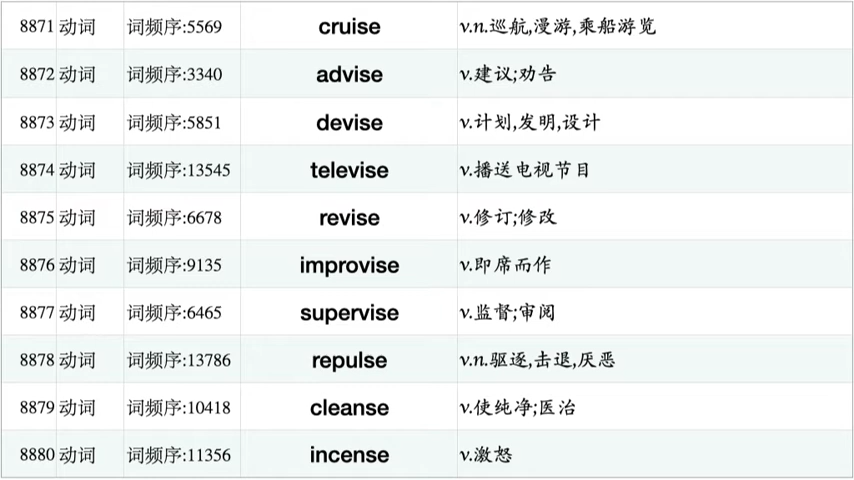 8871 动词 词频序:5569 cruise v.n.巡航,漫游,乘船游览
8872 动词 词频序:3340 advise v.建议;劝告
8873 动词 词频序:5851 devise v.计划,发明,设计
8874 动词 词频序:13545 televise v.播送电视节目
8875 动词 词频序:6678 revise v.修订;修改
8876 动词 词频序:9135 improvise v.即席而作
8877 动词 词频序:6465 supervise v.监督;审阅
8878 动词 词频序:13786 repulse v.n.驱逐,击退,厌恶
8879 动词 词频序:10418 cleanse v.使纯净;医治
8880 动词 词频序:11356 incense v.激怒